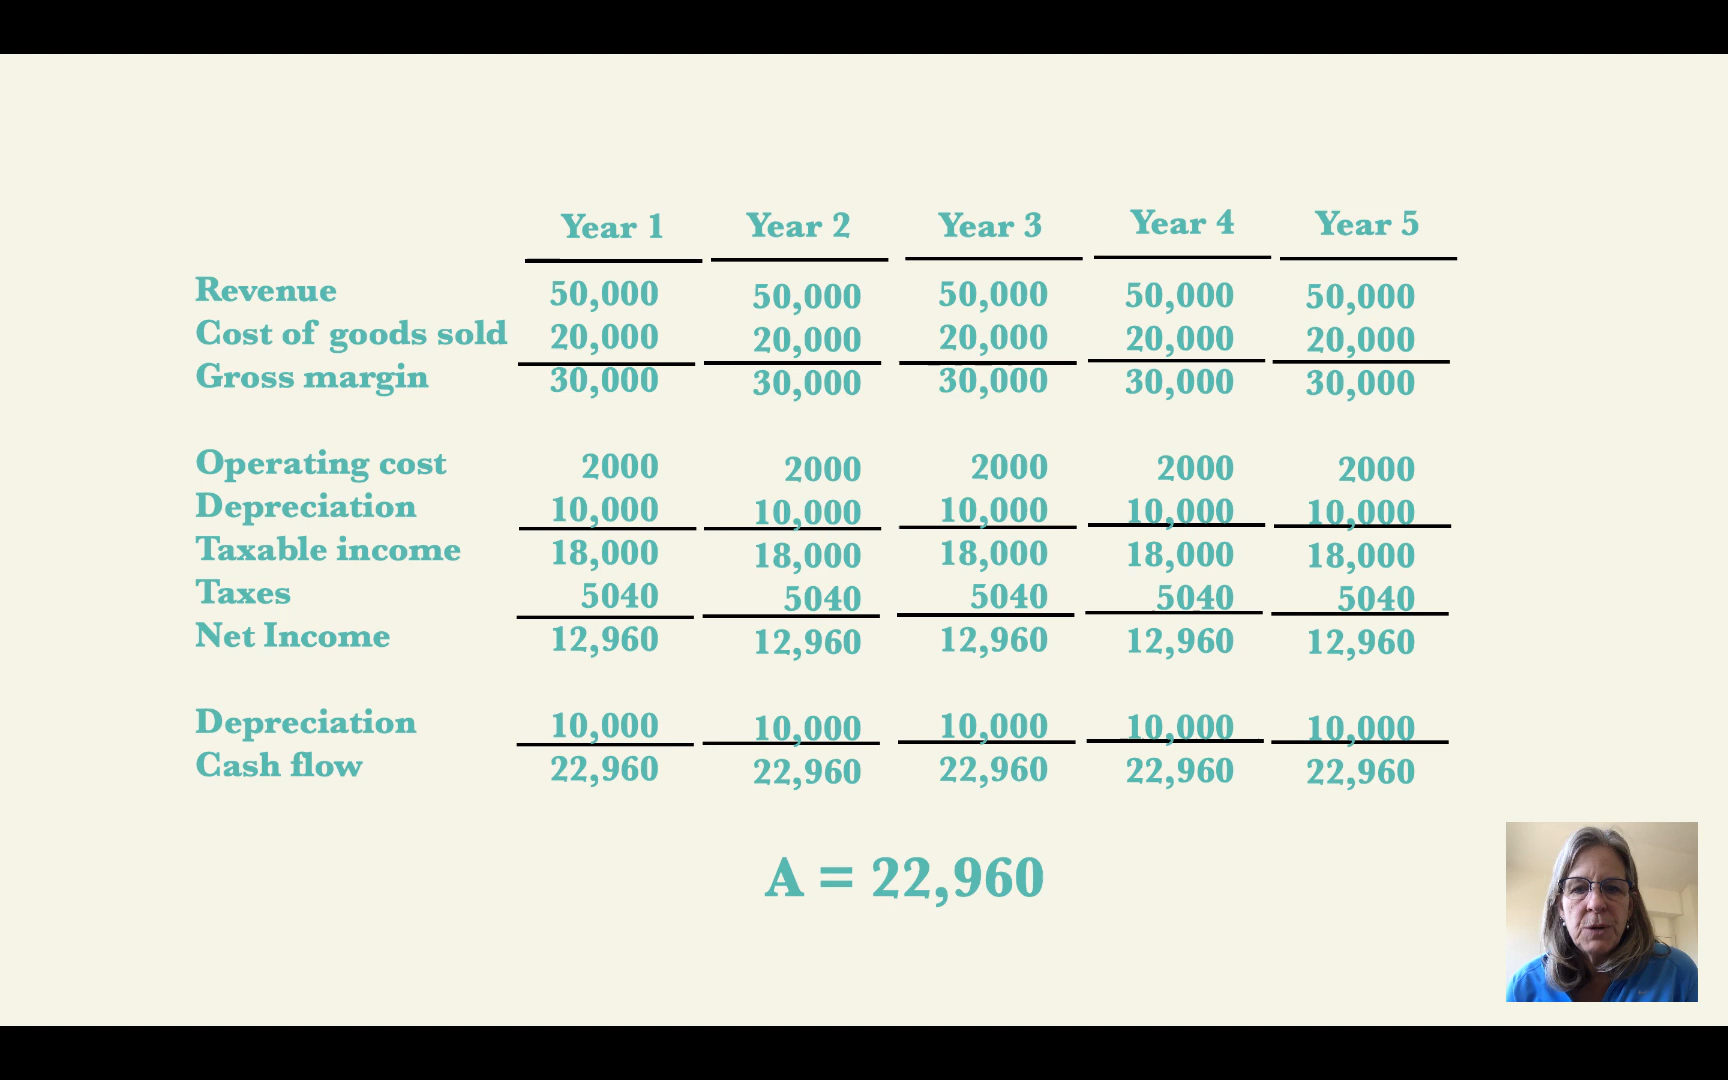 Year 1 Year 2 Year 3 Year 4 Year 5
Revenue 50,000 50,000 50,000 50,000 50,000
Cost of goods sold 20,000 20,000 20,000 20,000 20,000
Gross margin 30,000 30,000 30,000 30,000 30,000
Operating cost 2000 2000 2000 2000 2000
Depreciation 10,000 10,000 10,000 10,000 10,000
Taxable income 18,000 18,000 18,000 18,000 18,000
Taxes 5040 5040 5040 5040 5040
Net Income 12,960 12,960 12,960 12,960 12,960
Depreciation 10,000 10,000 10,000 10,000 10,000
Cash flow 22,960 22,960 22,960 22,960 22,960
A = 22,960